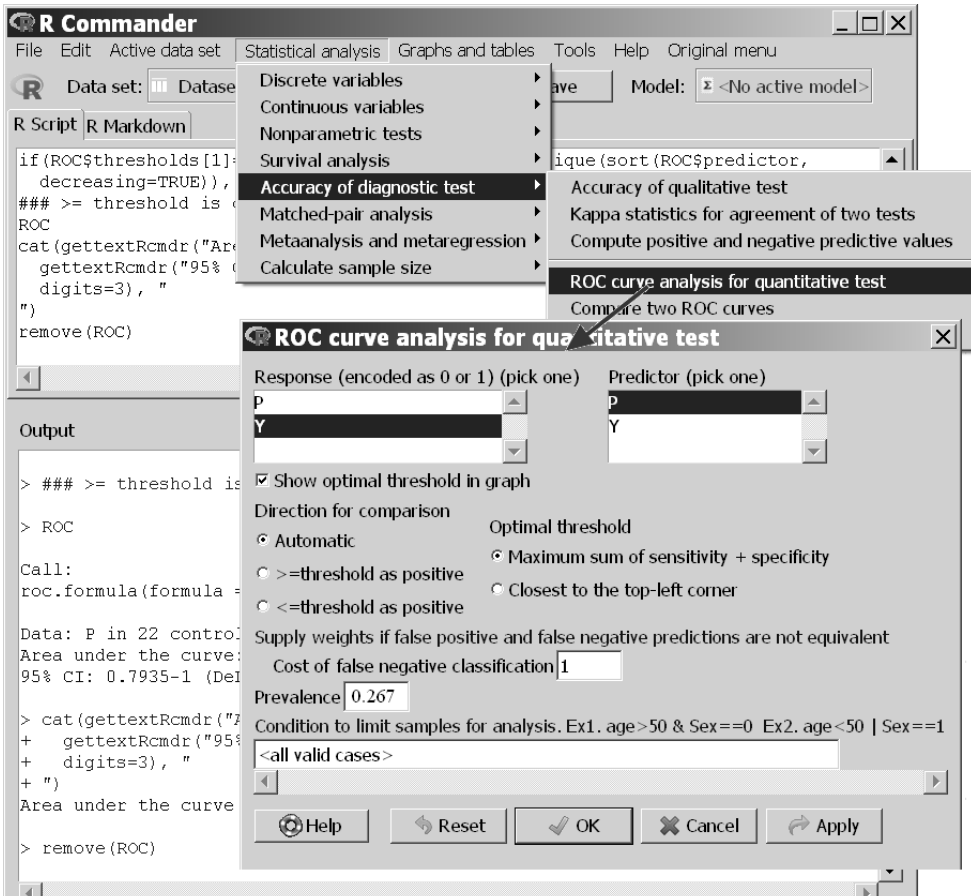 R Commander
File Edit Active data set Statistical analysis Graphs and tables Tools Help Original menu
Data set: Datase ave Model: Σ <No active model>
R Script R Markdown
Discrete variables
Continuous variables
Nonparametric tests
Survival analysis
Accuracy of diagnostic test
Matched-pair analysis
Metaanalysis and metaregression
Calculate sample size
Accuracy of qualitative test
Kappa statistics for agreement of two tests
Compute positive and negative predictive values
ROC curve analysis for quantitative test
Compare two ROC curves
if(ROC$thresholds[1]= ique(sort(ROC$predictor,
decreasing=TRUE)),
### >= threshold is
ROC
cat(gettextRcmdr("Are
gettextRcmdr("95%
digits=3), "
")
remove(ROC)
Output
> ### >= threshold is
> ROC
Call:
roc.formula(formula =
Data: P in 22 control
Area under the curve:
95% CI: 0.7935-1 (DeL
> cat(gettextRcmdr("A
+ gettextRcmdr("95%
+ digits=3), "
+ ")
Area under the curve
> remove(ROC)
ROC curve analysis for quantitative test
Response (encoded as 0 or 1) (pick one) Predictor (pick one)
P P
Y Y
Show optimal threshold in graph
Direction for comparison
Optimal threshold
Automatic
Maximum sum of sensitivity + specificity
>=threshold as positive
Closest to the top-left corner
<=threshold as positive
Supply weights if false positive and false negative predictions are not equivalent
Cost of false negative classification 1
Prevalence 0.267
Condition to limit samples for analysis. Ex1. age>50 & Sex==0 Ex2. age<50 | Sex==1
<all valid cases>
Help Reset OK Cancel Apply